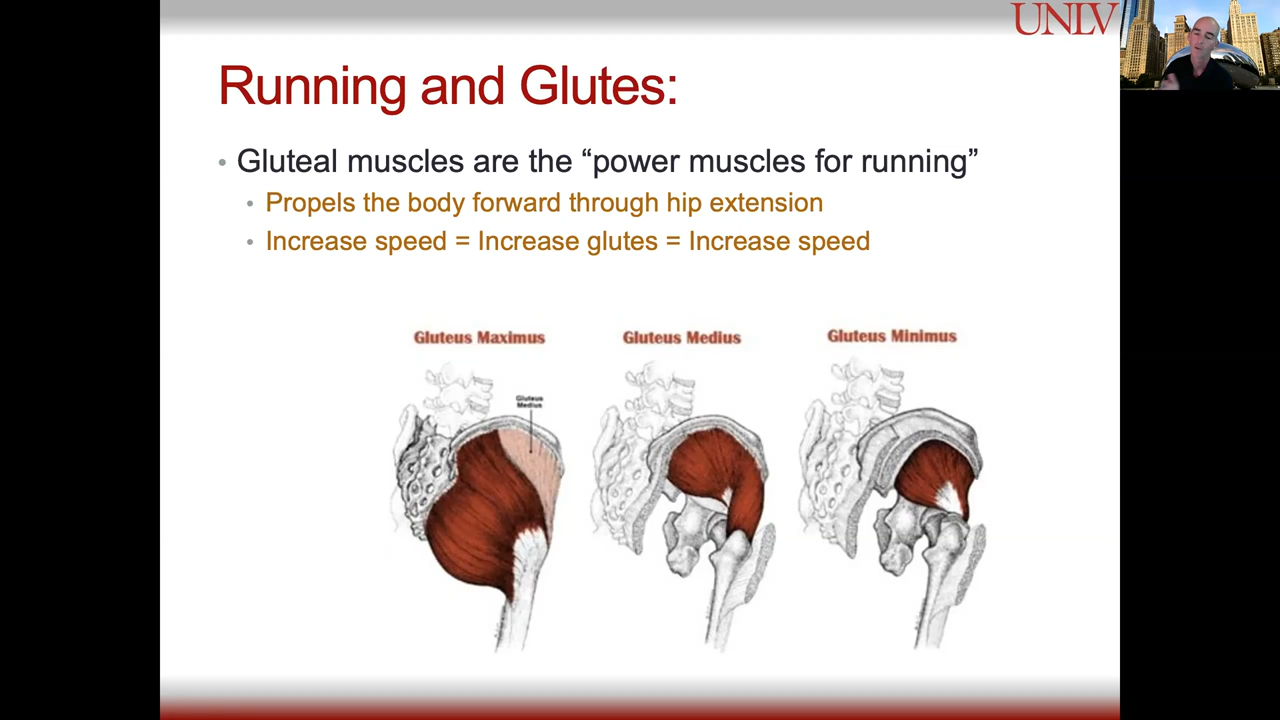 UNLV
Running and Glutes:
• Gluteal muscles are the “power muscles for running”
• Propels the body forward through hip extension
• Increase speed = Increase glutes = Increase speed
Gluteus Maximus
Gluteus Medius
Gluteus Minimus
Gluteus
Medius